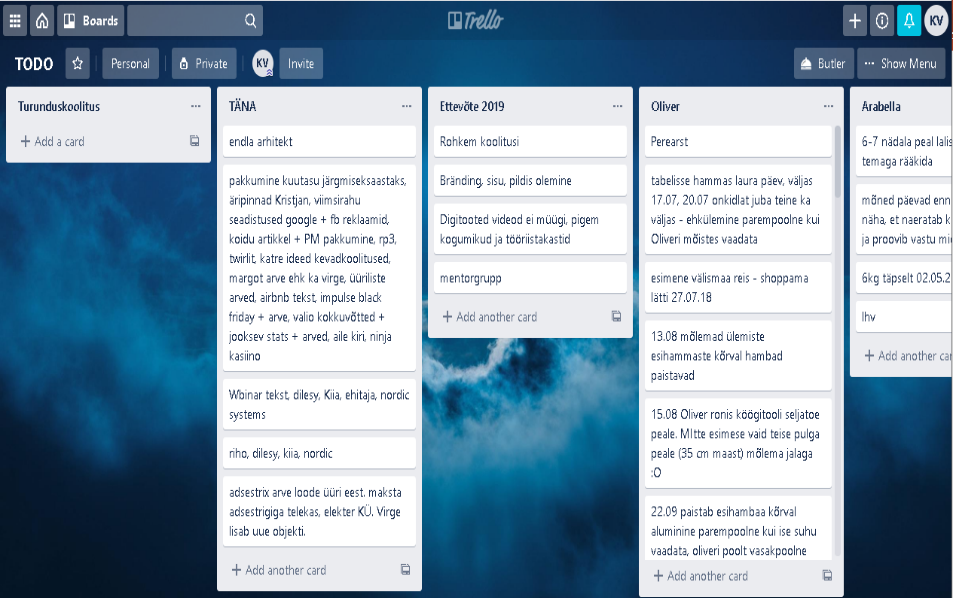 Boards
Trello
KV
TODO
Personal
Private
KV
Invite
Butler
Show Menu
Turunduskoolitus
Add a card
TÄNA
endla arhitekt
pakkumine kuutasu järgmiseksaastaks,
äripinnad Kristjan, viimsirahu
seadistused google + fb reklaamid,
koidu artikkel + PM pakkumine, rp3,
twirlit, katre ideed kevadkoolitused,
margot arve ehk ka virge, üüriliste
arved, airbnb tekst, impulse black
friday + arve, valio kokkuvõtted +
jooksev stats + arved, aile kiri, ninja
kasiino
Wbinar tekst, dilesy, Kiia, ehitaja, nordic
systems
riho, dilesy, kiia, nordic
adsestrix arve loode üüri eest. maksta
adsestrigiga telekas, elekter KÜ. Virge
lisab uue objekti.
Add another card
Ettevõte 2019
Rohkem koolitusi
Bränding, sisu, pildis olemine
Digitooted videod ei müügi, pigem
kogumikud ja tööriistakastid
mentorgrupp
Add another card
Oliver
Perearst
tabelisse hammas laura päev, väljas
17.07, 20.07 onkidlat juba teine ka
väljas - ehkülemine parempoolne kui
Oliveri mõistes vaadata
esimene välismaa reis - shoppama
lätti 27.07.18
13.08 mõlemad ülemiste
esihammaste kõrval hambad
paistavad
15.08 Oliver ronis köögitooli seljatoe
peale. MItte esimese vaid teise pulga
peale (35 cm maast) mõlema jalaga
:O
22.09 paistab esihambaa kõrval
aluminine parempoolne kui ise suhu
vaadata, oliveri poolt vasakpoolne
Add another card
Arabella
6-7 nädala peal
temaga rääkida
mõned päevad
näha, et naeratab
ja proovib vastu
6kg täpselt 02.05.2
lhv
Add another